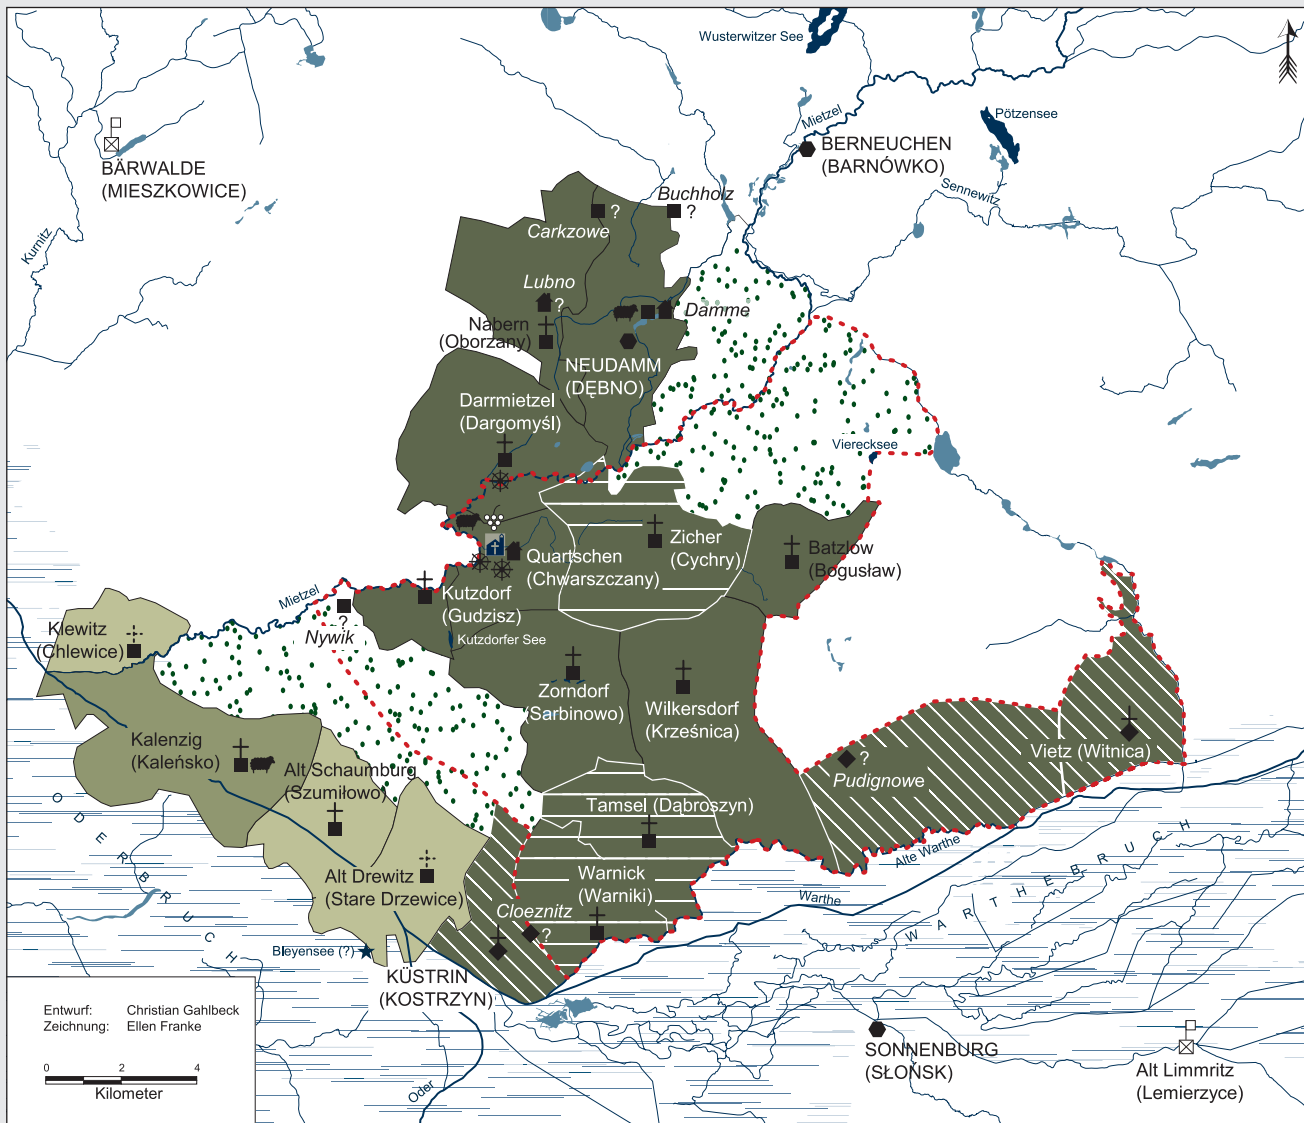 Wusterwitzer See
Mietzel
Pötzensee
BERNEUCHEN
(BARNÓWKO)
BÄRWALDE
(MIESZKOWICE)
Sennewitz
Buchholz
?
?
Carkzowe
Kurnitz
Lubno
?
Damme
Nabern
(Oborzany)
NEUDAMM
(DĘBNO)
Darrmietzel
(Dargomyśl)
Vierecksee
Zicher
(Cychry)
Batzlow
(Bogusław)
Quartschen
(Chwarszczany)
Kutzdorf
(Gudzisz)
Mietzel
?
Nywik
Kutzdorfer See
Klewitz
(Chlewice)
Zorndorf
(Sarbinowo)
Wilkersdorf
(Krześnica)
Kalenzig
(Kaleńsko)
Vietz (Witnica)
?
Pudignowe
Alt Schaumburg
(Szumiłowo)
Tamsel (Dąbroszyn)
ODERBRUCH
Alte Warthe
WARTHEBRUCH
Alt Drewitz
(Stare Drzewice)
Warnick
(Warniki)
Warthe
Cloeznitz
?
Bleyensee (?)
KÜSTRIN
(KOSTRZYN)
Entwurf: Christian Gahlbeck
Zeichnung: Ellen Franke
0 2 4
Kilometer
Oder
SONNENBURG
(SŁOŃSK)
Alt Limmritz
(Lemierzyce)